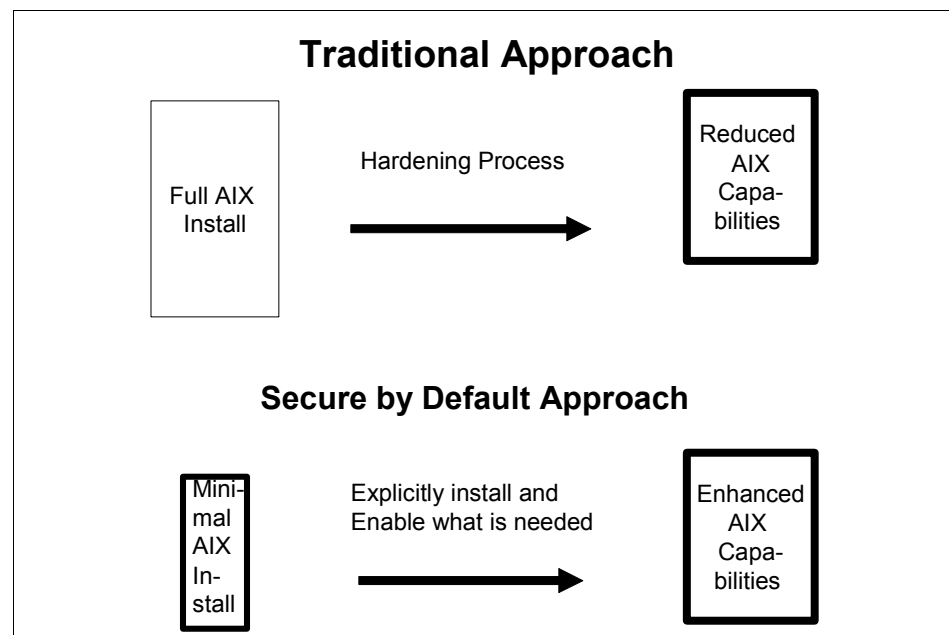 Traditional Approach
Full AIX
Install
Hardening Process
Reduced
AIX
Capa-
bilities
Secure by Default Approach
Mini-
mal
AIX
In-
stall
Explicitly install and
Enable what is needed
Enhanced
AIX
Capa-
bilities